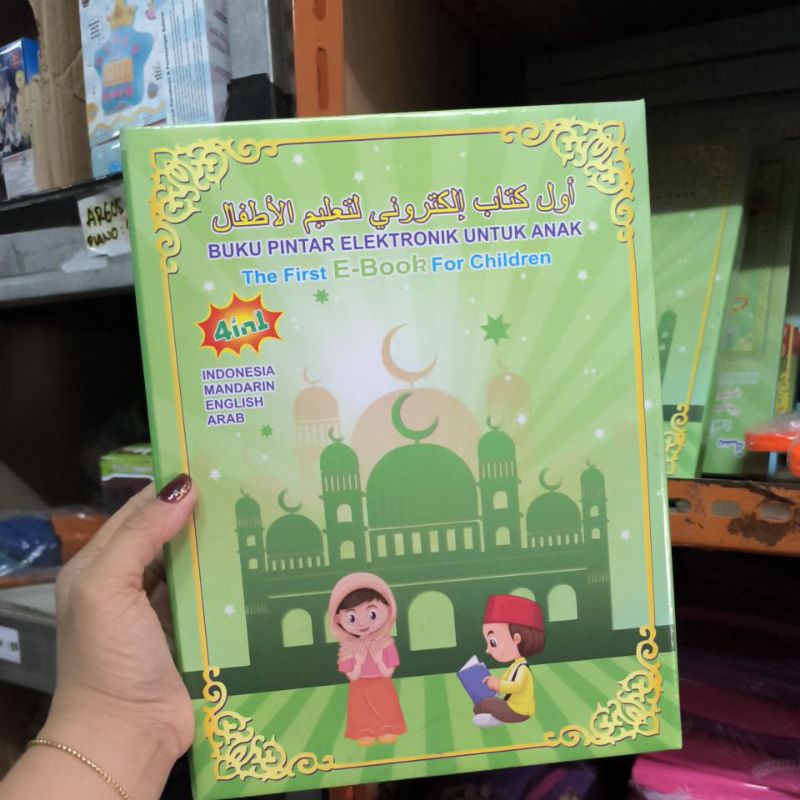 أول كتاب إلكتروني لتعليم الأطفال
BUKU PINTAR ELEKTRONIK UNTUK ANAK
The First E-Book For Children
4in1
INDONESIA
MANDARIN
ENGLISH
ARAB